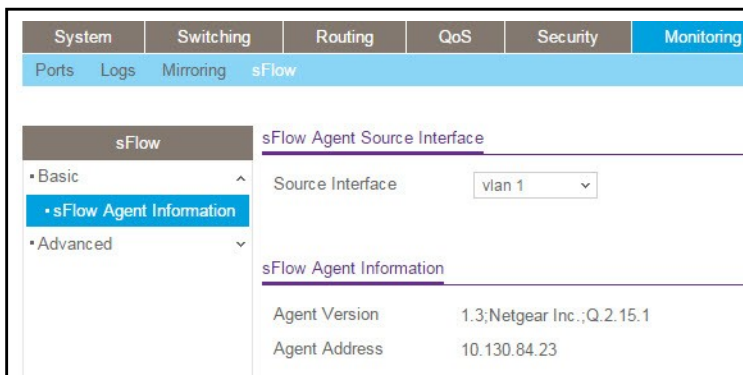 System Switching Routing QoS Security Monitoring
Ports Logs Mirroring sFlow
sFlow
Basic
sFlow Agent Information
Advanced
sFlow Agent Source Interface
Source Interface vlan 1
sFlow Agent Information
Agent Version 1.3;Netgear Inc.;Q.2.15.1
Agent Address 10.130.84.23